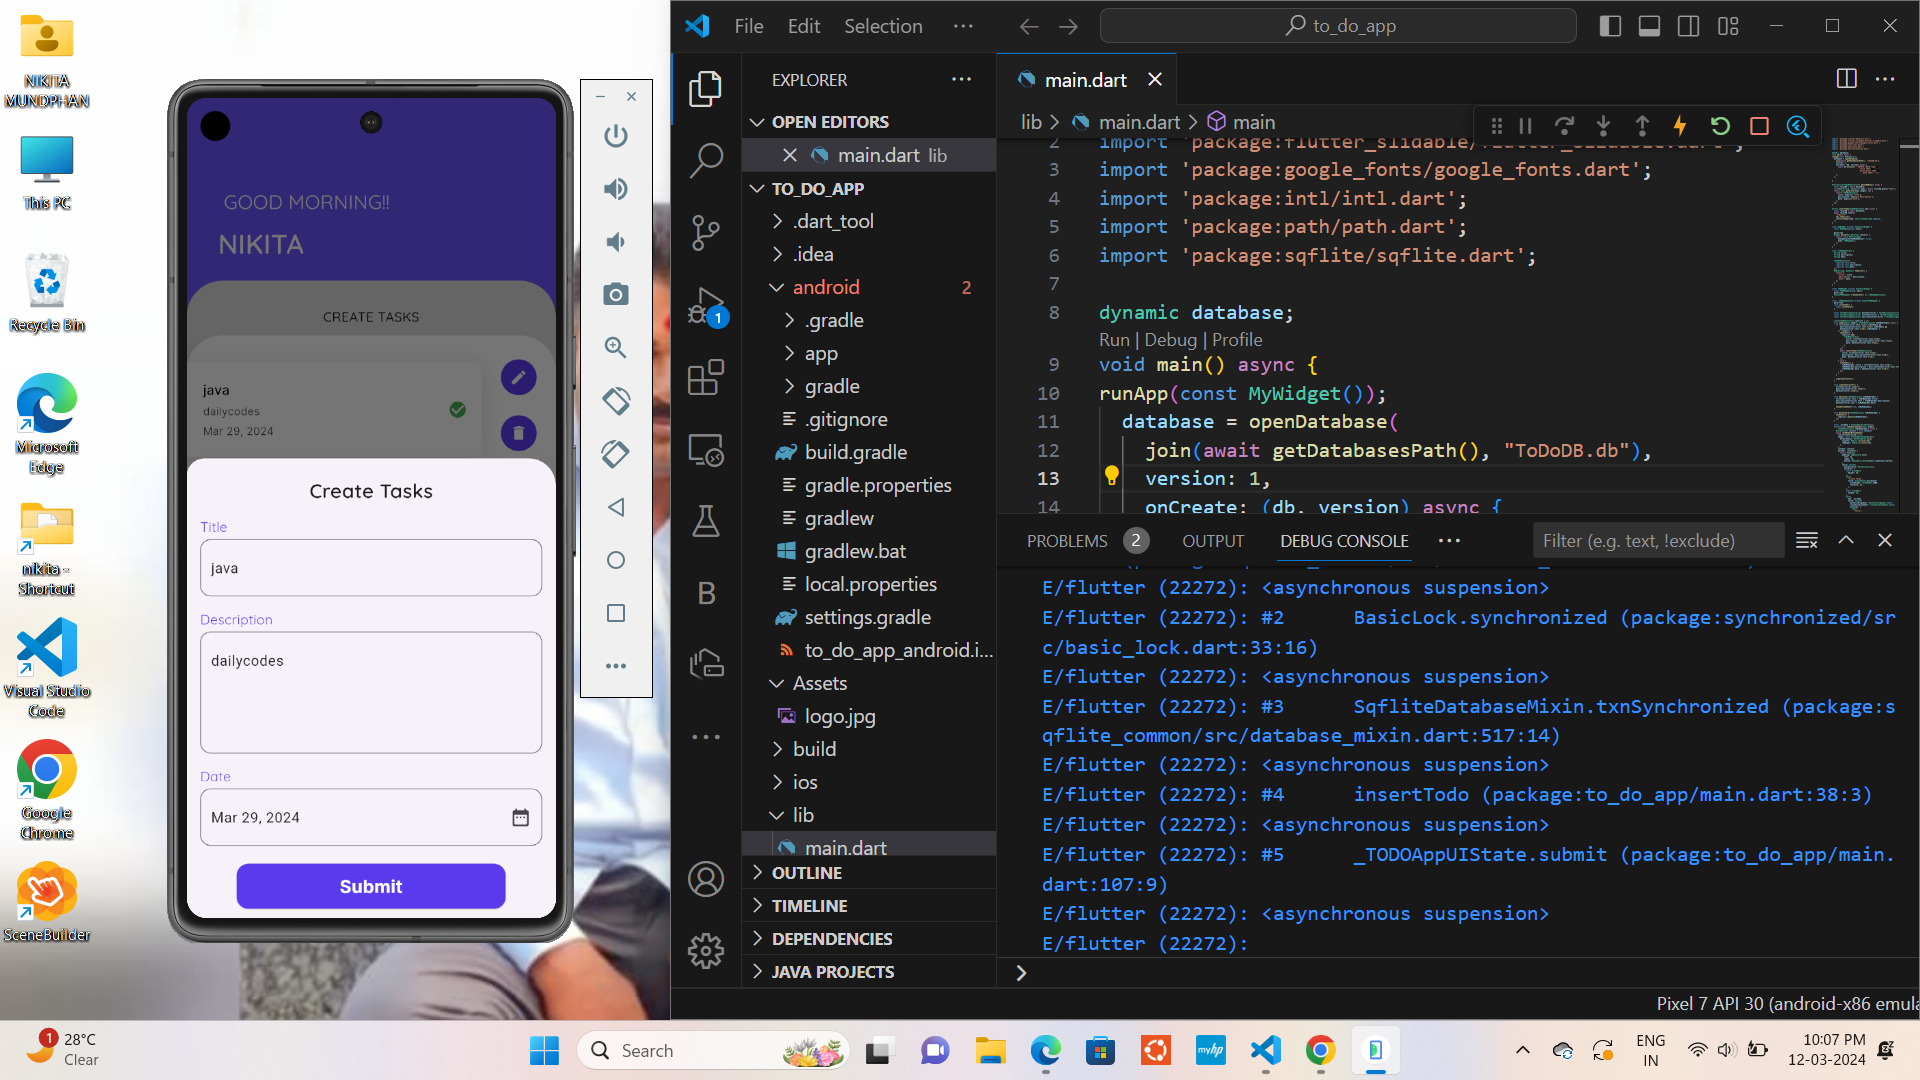 NIKITA
MUNDPHAN
This PC
Recycle Bin
Microsoft
Edge
nikita -
Shortcut
Visual Studio
Code
Google
Chrome
SceneBuilder
GOOD MORNING!!
NIKITA
CREATE TASKS
java
dailycodes
Mar 29, 2024
Create Tasks
Title
java
Description
dailycodes
Date
Mar 29, 2024
Submit
File Edit Selection ···
to_do_app
EXPLORER
OPEN EDITORS
main.dart lib
TO_DO_APP
.dart_tool
.idea
android 2
.gradle
app
gradle
.gitignore
build.gradle
gradle.properties
gradlew
gradlew.bat
local.properties
settings.gradle
to_do_app_android.i...
Assets
logo.jpg
build
ios
lib
main.dart
OUTLINE
TIMELINE
DEPENDENCIES
JAVA PROJECTS
1
B
main.dart
lib > main.dart > main
2 import 'package:flutter_slidable/flutter_slidable.dart';
3 import 'package:google_fonts/google_fonts.dart';
4 import 'package:intl/intl.dart';
5 import 'package:path/path.dart';
6 import 'package:sqflite/sqflite.dart';
7
8 dynamic database;
Run | Debug | Profile
9 void main() async {
10 runApp(const MyWidget());
11 database = openDatabase(
12 join(await getDatabasesPath(), "ToDoDB.db"),
13 version: 1,
14 onCreate: (db, version) async {
PROBLEMS 2 OUTPUT DEBUG CONSOLE ··· Filter (e.g. text, !exclude)
E/flutter (22272): <asynchronous suspension>
E/flutter (22272): #2 BasicLock.synchronized (package:synchronized/sr
c/basic_lock.dart:33:16)
E/flutter (22272): <asynchronous suspension>
E/flutter (22272): #3 SqfliteDatabaseMixin.txnSynchronized (package:s
qflite_common/src/database_mixin.dart:517:14)
E/flutter (22272): <asynchronous suspension>
E/flutter (22272): #4 insertTodo (package:to_do_app/main.dart:38:3)
E/flutter (22272): <asynchronous suspension>
E/flutter (22272): #5 _TODOAppUIState.submit (package:to_do_app/main.
dart:107:9)
E/flutter (22272): <asynchronous suspension>
E/flutter (22272):
>
Pixel 7 API 30 (android-x86 emula
1
28°C
Clear
Search
myhp
ENG
IN
10:07 PM
12-03-2024